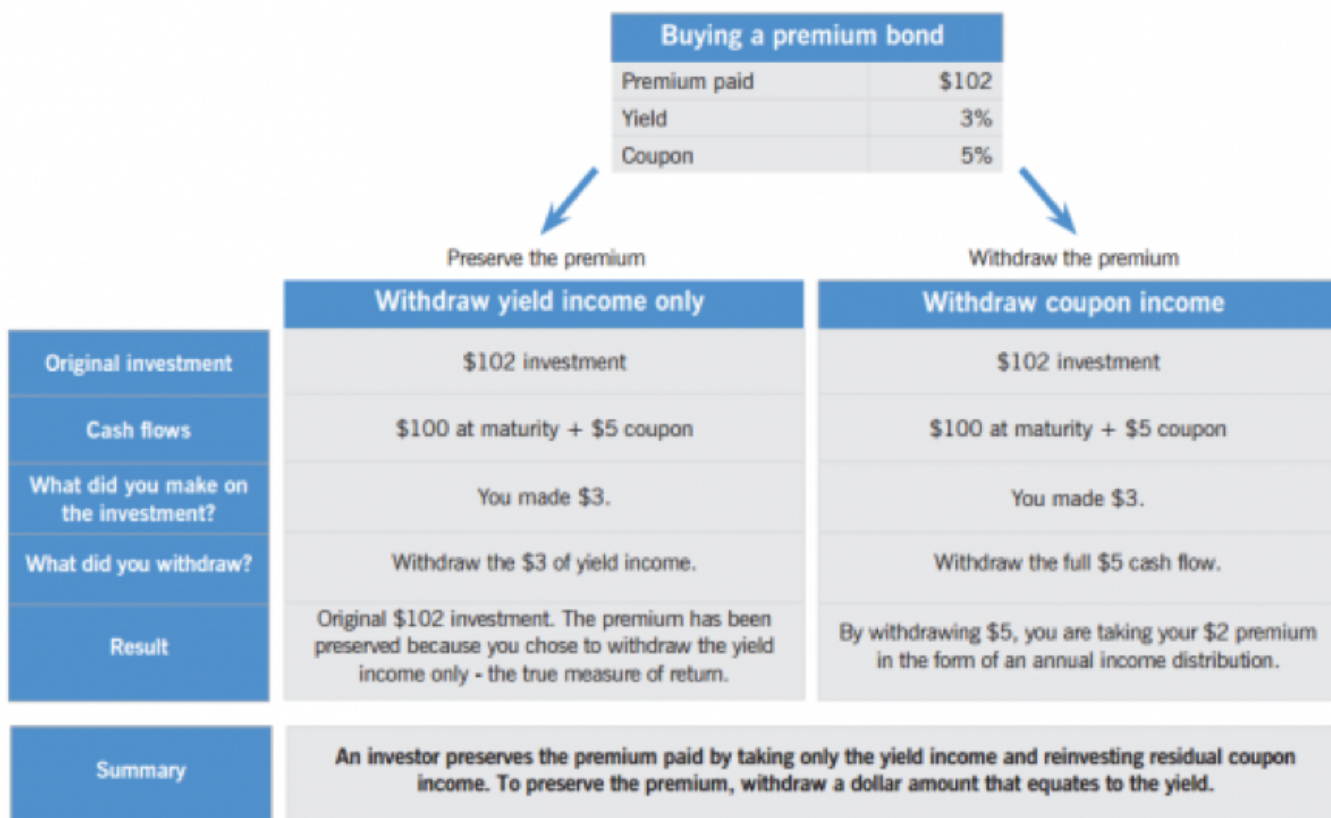 Buying a premium bond
Premium paid $102
Yield 3%
Coupon 5%
Preserve the premium
Withdraw the premium
Withdraw yield income only
Withdraw coupon income
Original investment
$102 investment
$102 investment
Cash flows
$100 at maturity + $5 coupon
$100 at maturity + $5 coupon
What did you make on
the investment?
You made $3.
You made $3.
What did you withdraw?
Withdraw the $3 of yield income.
Withdraw the full $5 cash flow.
Result
Original $102 investment. The premium has been
preserved because you chose to withdraw the yield
income only - the true measure of return.
By withdrawing $5, you are taking your $2 premium
in the form of an annual income distribution.
Summary
An investor preserves the premium paid by taking only the yield income and reinvesting residual coupon
income. To preserve the premium, withdraw a dollar amount that equates to the yield.